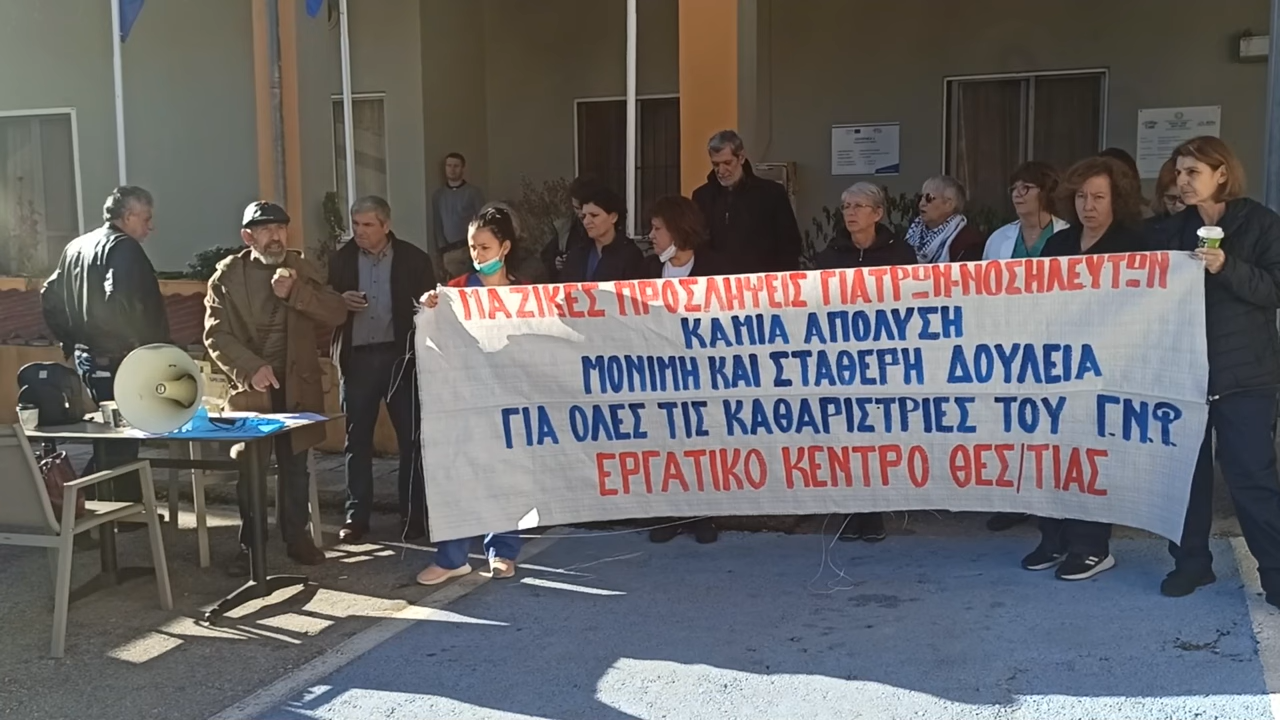 ΜΑΖΙΚΕΣ ΠΡΟΣΛΗΨΕΙΣ ΓΙΑΤΡΩΝ-ΝΟΣΗΛΕΥΤΩΝ
ΚΑΜΙΑ ΑΠΟΛΥΣΗ
ΜΟΝΙΜΗ ΚΑΙ ΣΤΑΘΕΡΗ ΔΟΥΛΕΙΑ
ΓΙΑ ΟΛΕΣ ΤΙΣ ΚΑΘΑΡΙΣΤΡΙΕΣ ΤΟΥ Γ.Ν.Φ
ΕΡΓΑΤΙΚΟ ΚΕΝΤΡΟ ΘΕΣ/ΤΙΑΣ